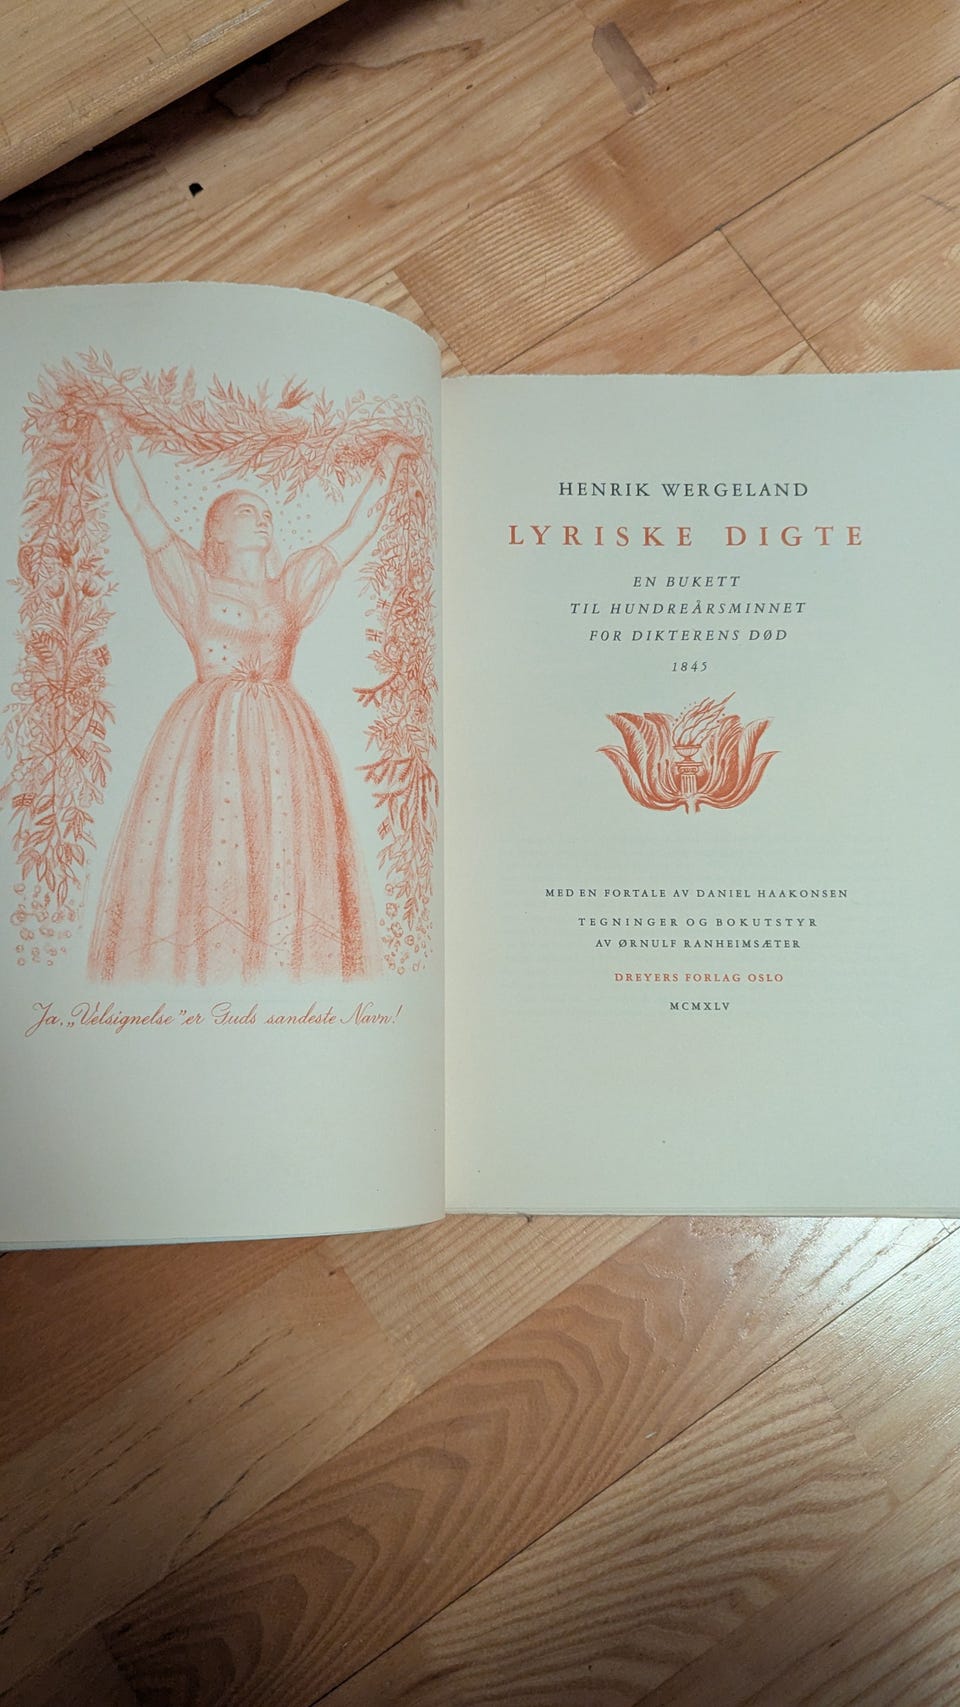 Ja, „Velsignelse” er Guds sandeste Navn!
HENRIK WERGELAND
LYRISKE DIGTE
EN BUKETT
TIL HUNDREÅRSMINNET
FOR DIKTERENS DØD
1845
MED EN FORTALE AV DANIEL HAAKONSEN
TEGNINGER OG BOKUTSTYR
AV ØRNULF RANHEIMSÆTER
DREYERS FORLAG OSLO
MCMXLV